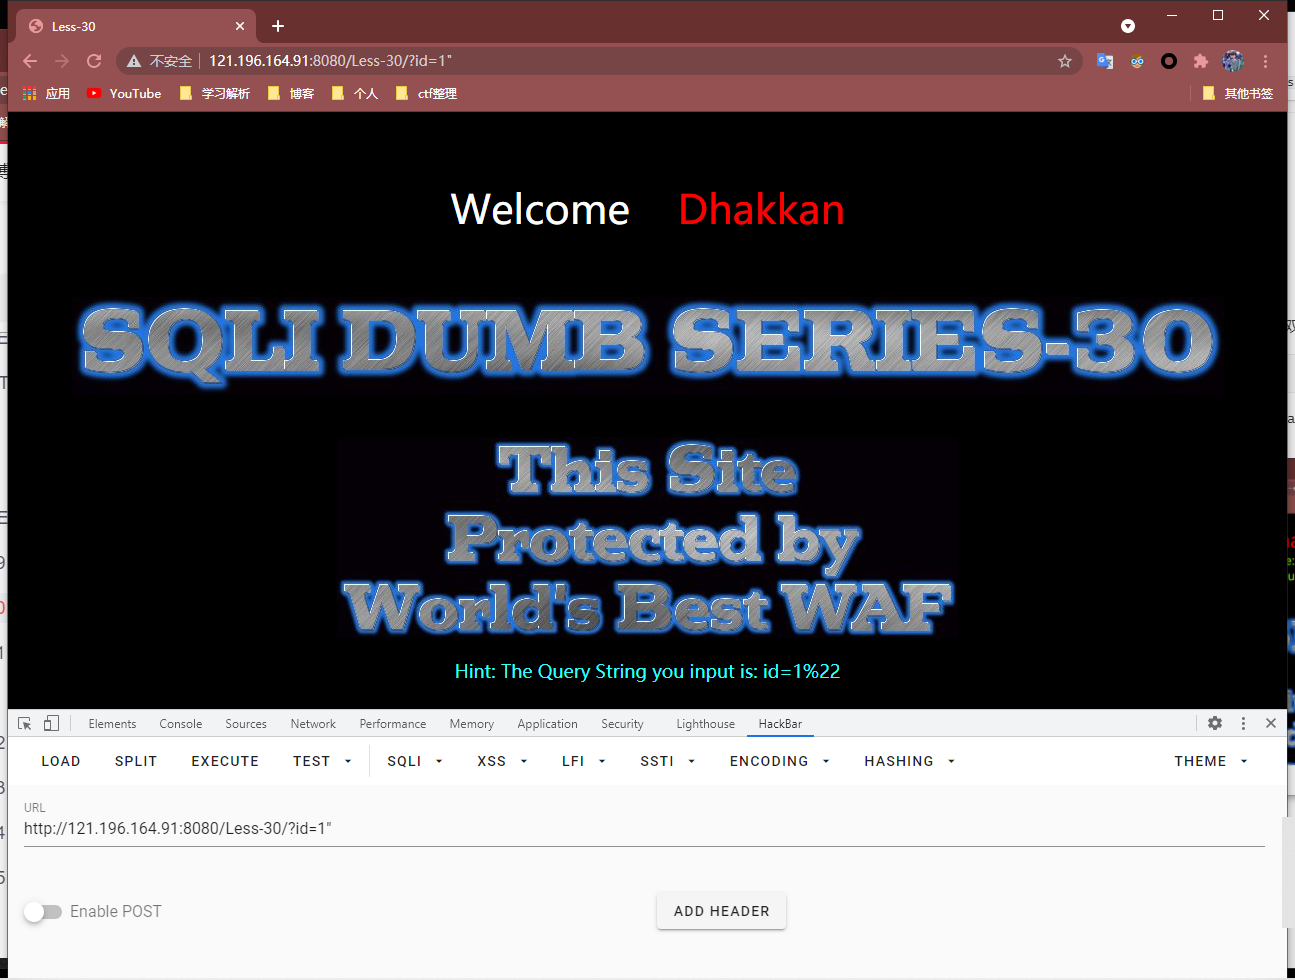 Less-30
不安全 121.196.164.91:8080/Less-30/?id=1"
应用 YouTube 学习解析 博客 个人 ctf整理 其他书签
Welcome Dhakkan
SQLI DUMB SERIES-30
This Site
Protected by
World's Best WAF
Hint: The Query String you input is: id=1%22
Elements Console Sources Network Performance Memory Application Security Lighthouse HackBar
LOAD SPLIT EXECUTE TEST SQLI XSS LFI SSTI ENCODING HASHING THEME
URL
http://121.196.164.91:8080/Less-30/?id=1"
Enable POST ADD HEADER